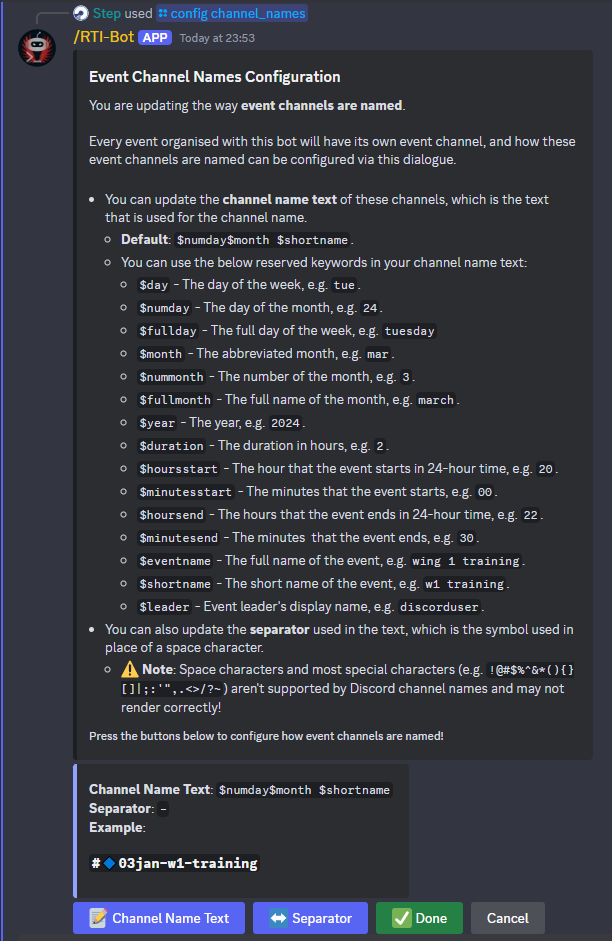 Step used config channel_names
/RTI-Bot APP Today at 23:53
Event Channel Names Configuration
You are updating the way event channels are named.
Every event organised with this bot will have its own event channel, and how these
event channels are named can be configured via this dialogue.
• You can update the channel name text of these channels, which is the text
that is used for the channel name.
◦ Default: $numday$month $shortname.
◦ You can use the below reserved keywords in your channel name text:
◦ $day - The day of the week, e.g. tue.
◦ $numday - The day of the month, e.g. 24.
◦ $fullday - The full day of the week, e.g. tuesday
◦ $month - The abbreviated month, e.g. mar.
◦ $nummonth - The number of the month, e.g. 3.
◦ $fullmonth - The full name of the month, e.g. march.
◦ $year - The year, e.g. 2024.
◦ $duration - The duration in hours, e.g. 2.
◦ $hoursstart - The hour that the event starts in 24-hour time, e.g. 20.
◦ $minutesstart - The minutes that the event starts, e.g. 00.
◦ $hoursend - The hours that the event ends in 24-hour time, e.g. 22.
◦ $minutesend - The minutes  that the event ends, e.g. 30.
◦ $eventname - The full name of the event, e.g. wing 1 training.
◦ $shortname - The short name of the event, e.g. w1 training.
◦ $leader - Event leader's display name, e.g. discorduser.
• You can also update the separator used in the text, which is the symbol used in
place of a space character.
◦ ⚠️ Note: Space characters and most special characters (e.g. !@#$%^&*(){}
[]|;:'",.<>/?~) aren't supported by Discord channel names and may not
render correctly!
Press the buttons below to configure how event channels are named!
Channel Name Text: $numday$month $shortname
Separator: -
Example:
#🔹03jan-w1-training
📝 Channel Name Text ↔️ Separator ✅ Done Cancel